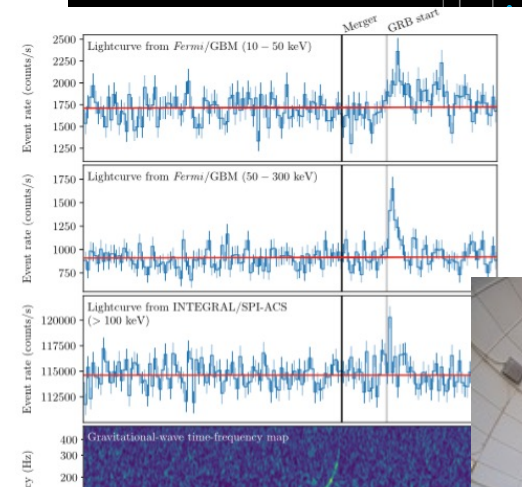 Merger
GRB start
2500
2250
2000
1750
1500
1250
Event rate (counts/s)
Lightcurve from Fermi/GBM (10 − 50 keV)
1750
1500
1250
1000
750
Event rate (counts/s)
Lightcurve from Fermi/GBM (50 − 300 keV)
120000
117500
115000
112500
Event rate (counts/s)
Lightcurve from INTEGRAL/SPI-ACS
(> 100 keV)
400
300
200
Gravitational-wave time-frequency map
(Hz)